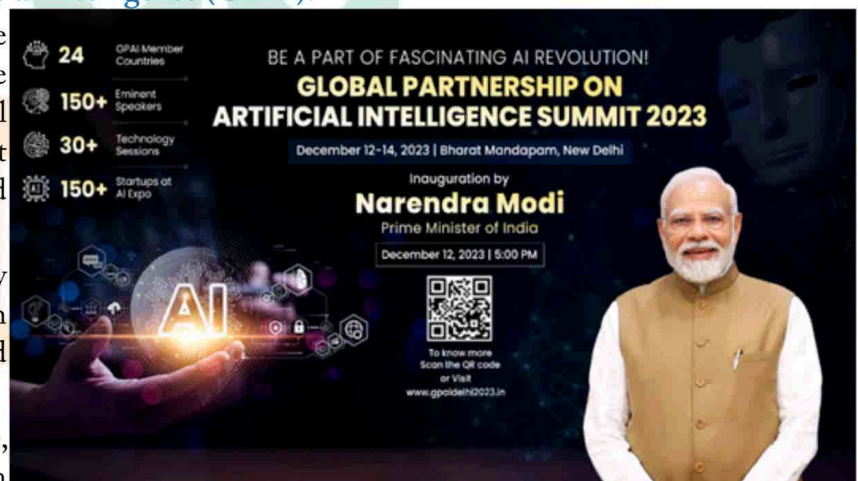 24 GPAI Member
Countries
150+ Eminent
Speakers
30+ Technology
Sessions
150+ Startups at
AI Expo
BE A PART OF FASCINATING AI REVOLUTION!
GLOBAL PARTNERSHIP ON
ARTIFICIAL INTELLIGENCE SUMMIT 2023
December 12-14, 2023 | Bharat Mandapam, New Delhi
Inauguration by
Narendra Modi
Prime Minister of India
December 12, 2023 | 5:00 PM
To know more
Scan the QR code
or Visit
www.gpaidelhi2023.in
AI